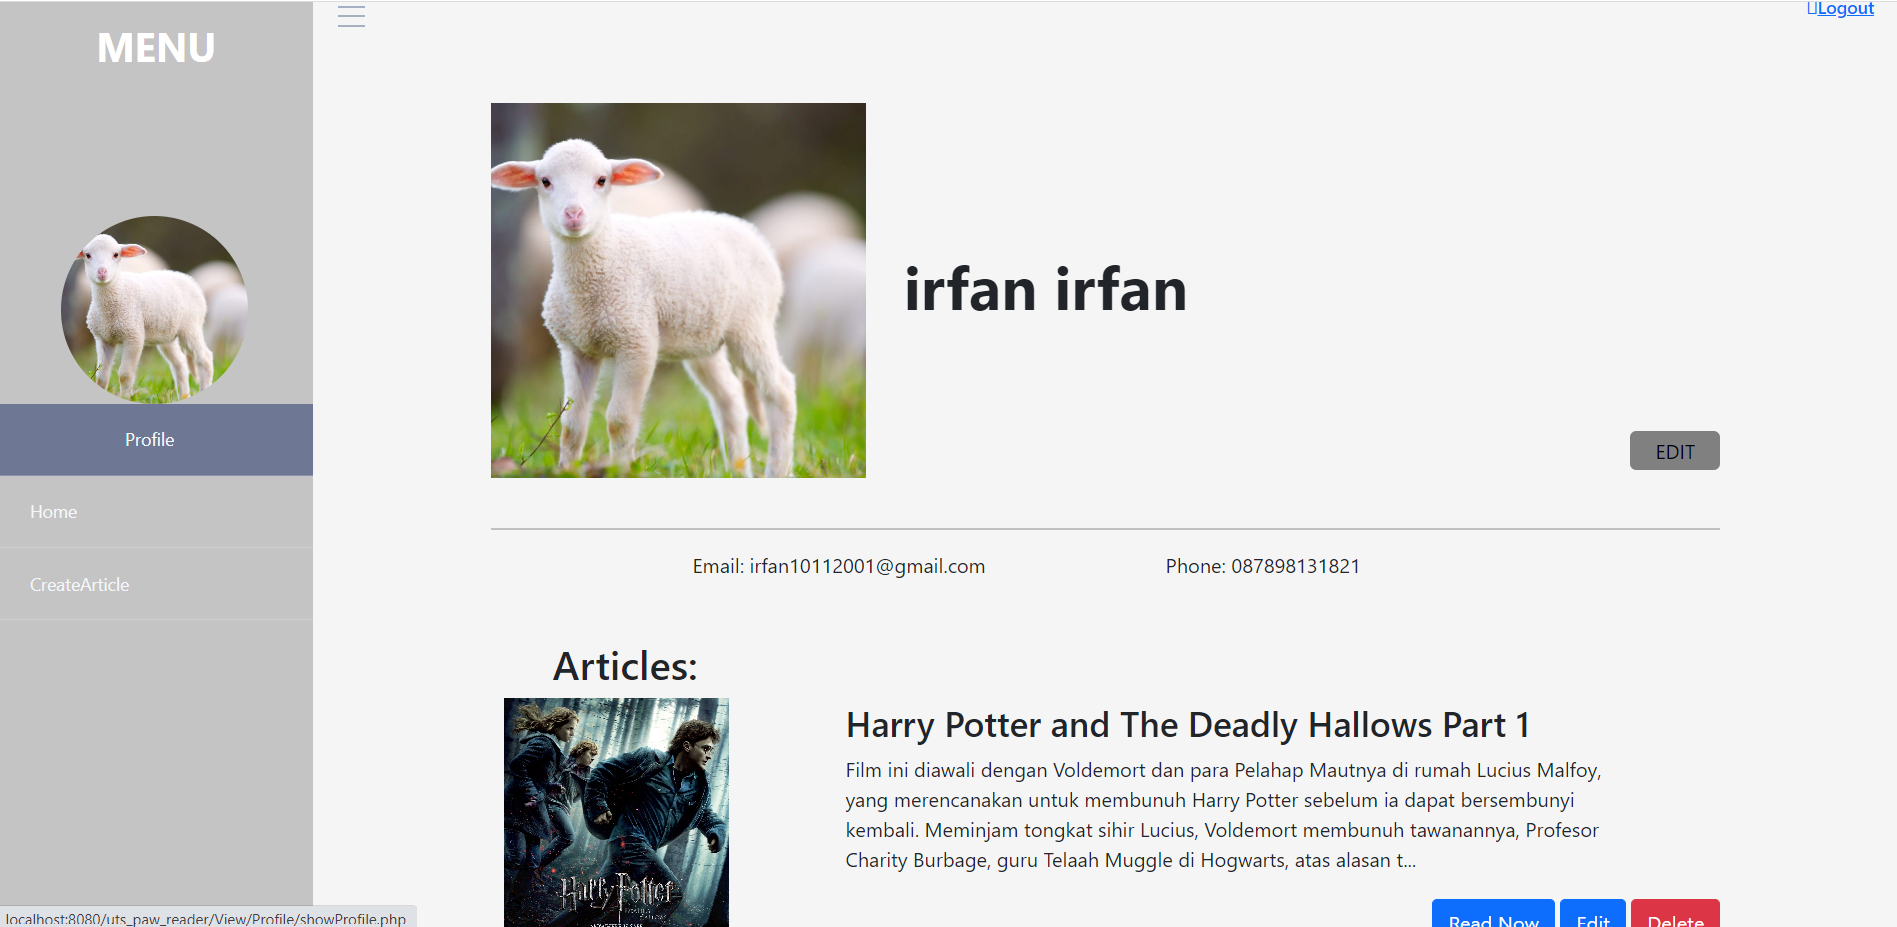 MENU
Logout
irfan irfan
Profile
EDIT
Home
Email: irfan10112001@gmail.com
Phone: 087898131821
CreateArticle
Articles:
Harry Potter and The Deadly Hallows Part 1
Film ini diawali dengan Voldemort dan para Pelahap Mautnya di rumah Lucius Malfoy,
yang merencanakan untuk membunuh Harry Potter sebelum ia dapat bersembunyi
kembali. Meminjam tongkat sihir Lucius, Voldemort membunuh tawanannya, Profesor
Charity Burbage, guru Telaah Muggle di Hogwarts, atas alasan t...
Harry Potter
Read Now
Edit
Delete
localhost:8080/uts_paw_reader/View/Profile/showProfile.php